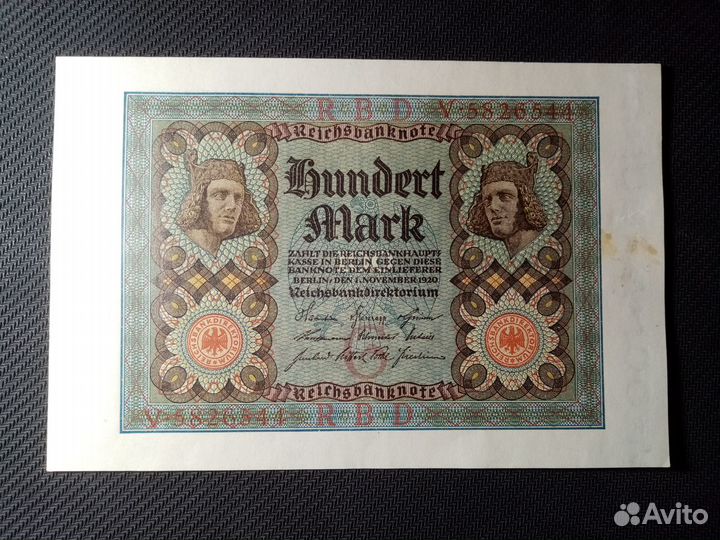 R B D V·5826544
Reichsbanknote
Hundert
Mark
ZAHLT DIE REICHSBANKHAUPT=
KASSE IN BERLIN GEGEN DIESE
BANKNOTE DEM EINLIEFERER
BERLIN, DEN 1. NOVEMBER 1920
Reichsbankdirektorium
Reichsbanknote
V·5826544 R B D
Avito